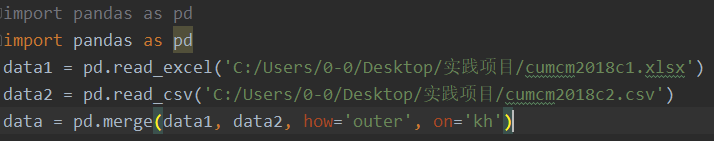 import pandas as pd
import pandas as pd
data1 = pd.read_excel('C:/Users/0-0/Desktop/实践项目/cumcm2018c1.xlsx')
data2 = pd.read_csv('C:/Users/0-0/Desktop/实践项目/cumcm2018c2.csv')
data = pd.merge(data1, data2, how='outer', on='kh')